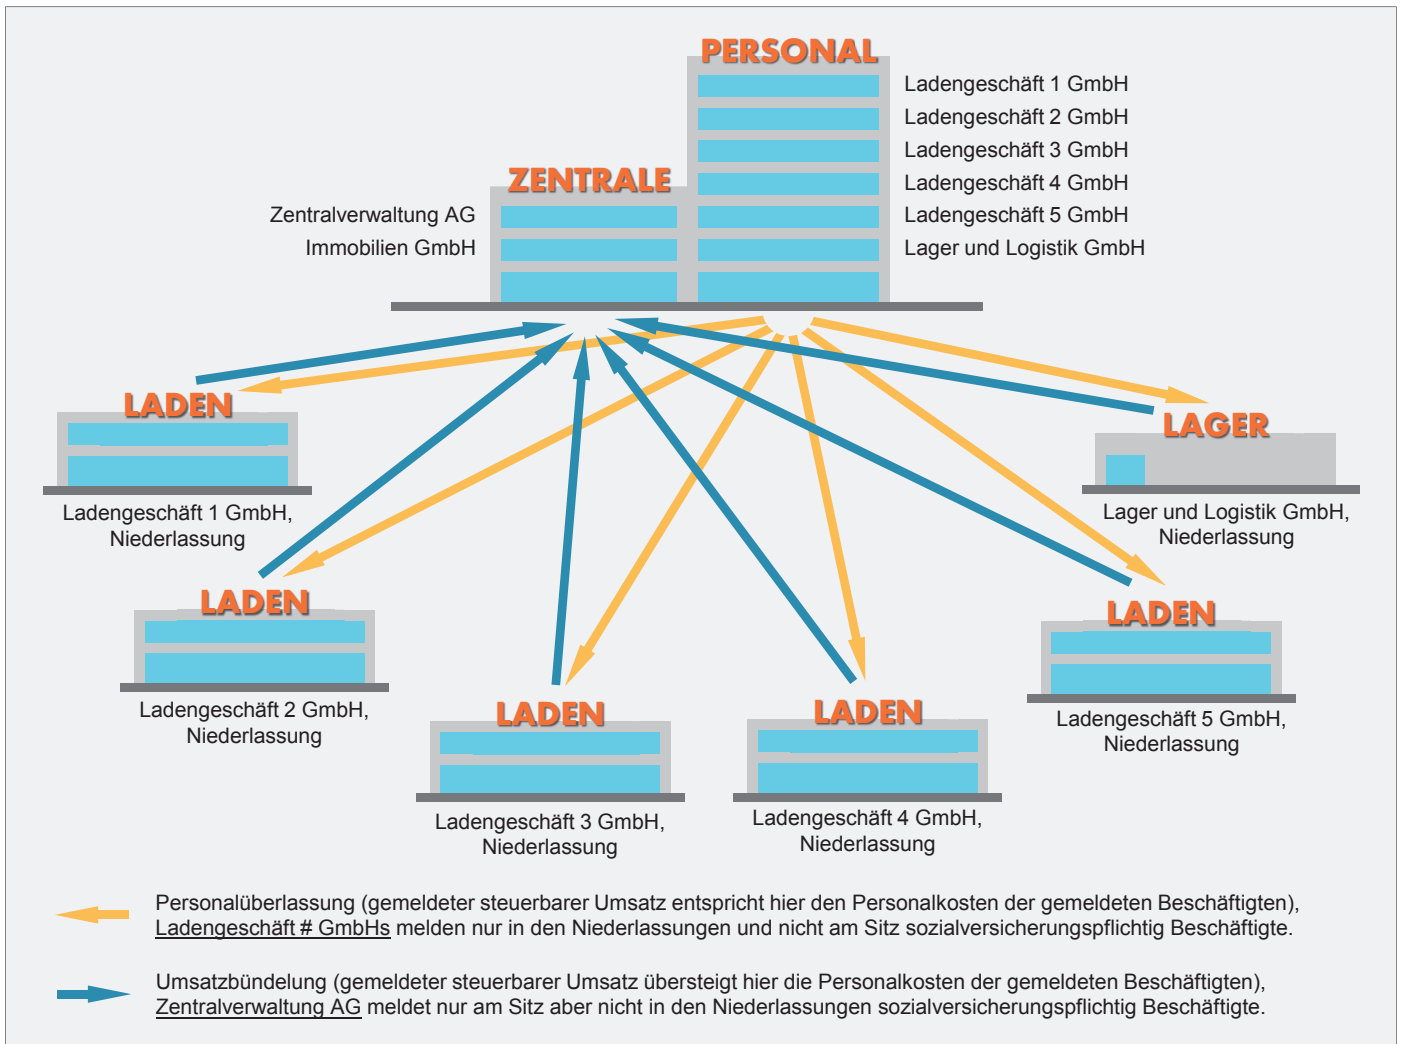 PERSONAL
Ladengeschäft 1 GmbH
Ladengeschäft 2 GmbH
Ladengeschäft 3 GmbH
Ladengeschäft 4 GmbH
Ladengeschäft 5 GmbH
Lager und Logistik GmbH
ZENTRALE
Zentralverwaltung AG
Immobilien GmbH
LADEN
Ladengeschäft 1 GmbH,
Niederlassung
LAGER
Lager und Logistik GmbH,
Niederlassung
LADEN
Ladengeschäft 2 GmbH,
Niederlassung
LADEN
Ladengeschäft 3 GmbH,
Niederlassung
LADEN
Ladengeschäft 4 GmbH,
Niederlassung
LADEN
Ladengeschäft 5 GmbH,
Niederlassung
Personalüberlassung (gemeldeter steuerbarer Umsatz entspricht hier den Personalkosten der gemeldeten Beschäftigten),
Ladengeschäft # GmbHs melden nur in den Niederlassungen und nicht am Sitz sozialversicherungspflichtig Beschäftigte.
Umsatzbündelung (gemeldeter steuerbarer Umsatz übersteigt hier die Personalkosten der gemeldeten Beschäftigten),
Zentralverwaltung AG meldet nur am Sitz aber nicht in den Niederlassungen sozialversicherungspflichtig Beschäftigte.